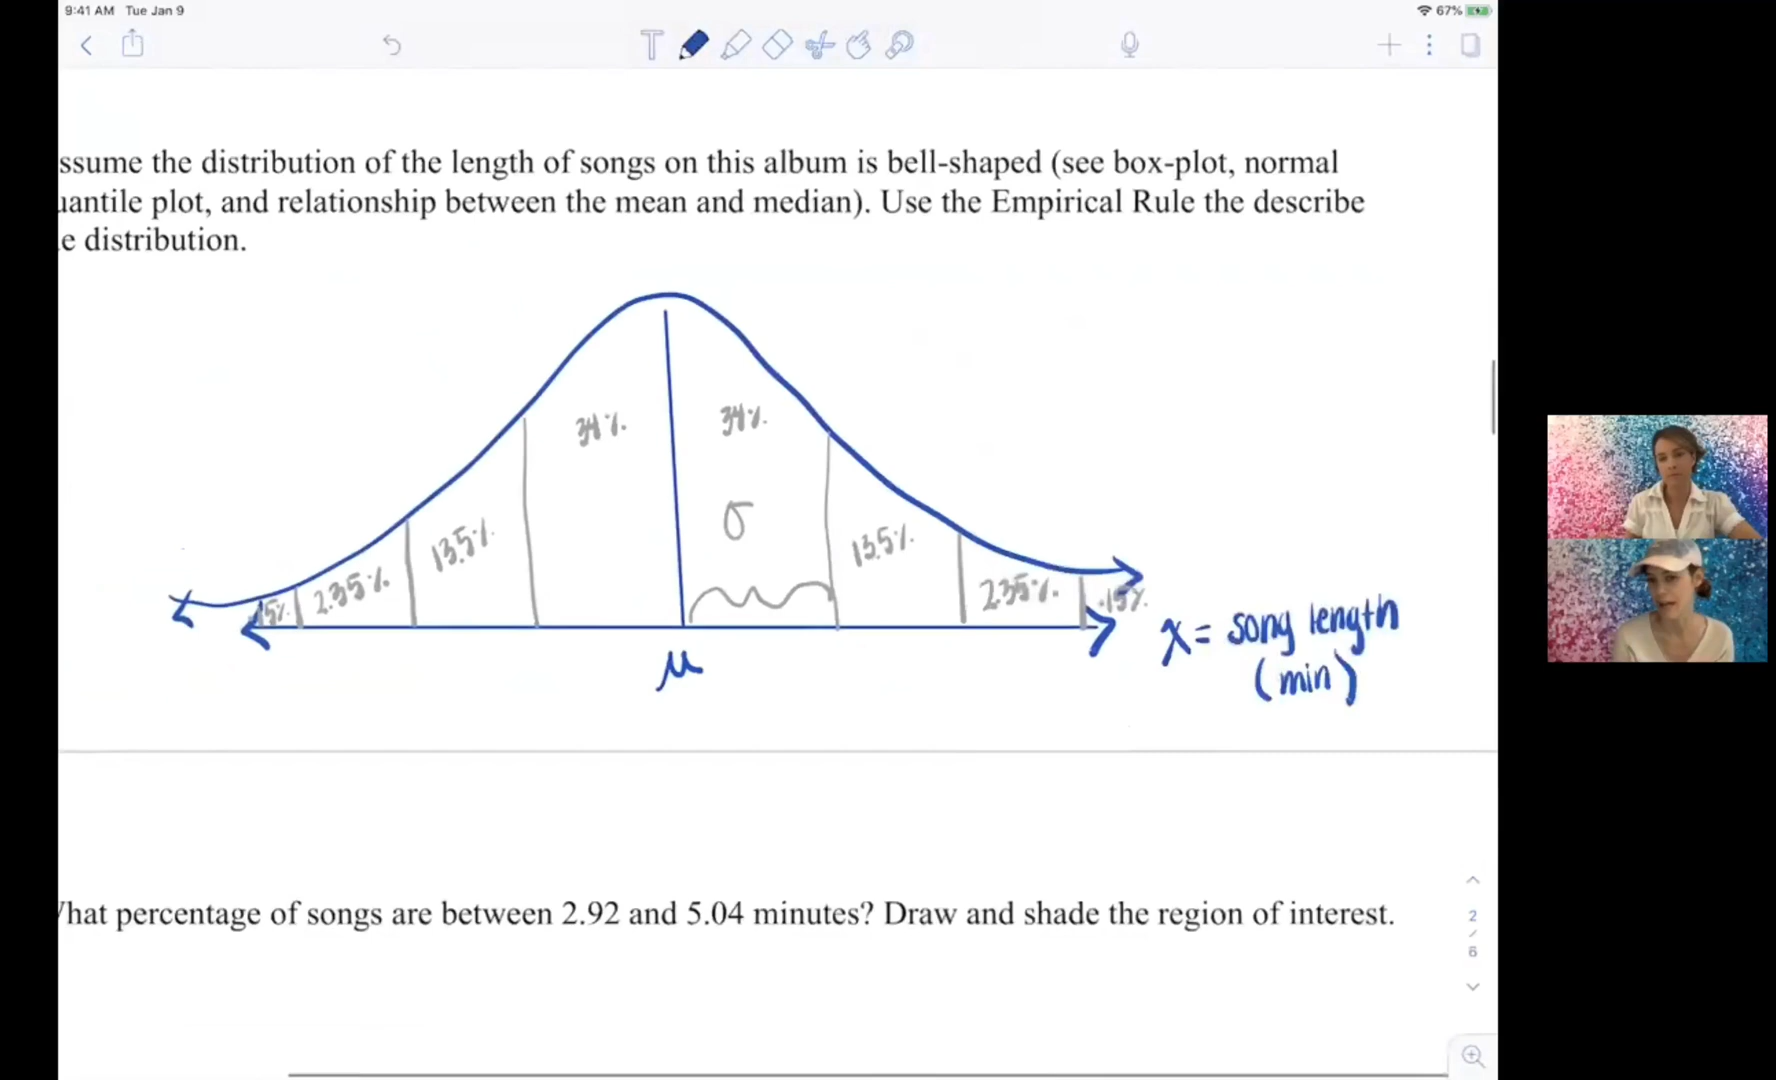 9:41 AM Tue Jan 9
67%
T
ssume the distribution of the length of songs on this album is bell-shaped (see box-plot, normal
uantile plot, and relationship between the mean and median). Use the Empirical Rule the describe
e distribution.
34% 34%
σ
13.5% 13.5%
2.35% 2.35%
.15%
μ
x = song length
(min)
hat percentage of songs are between 2.92 and 5.04 minutes? Draw and shade the region of interest.
2
/
6